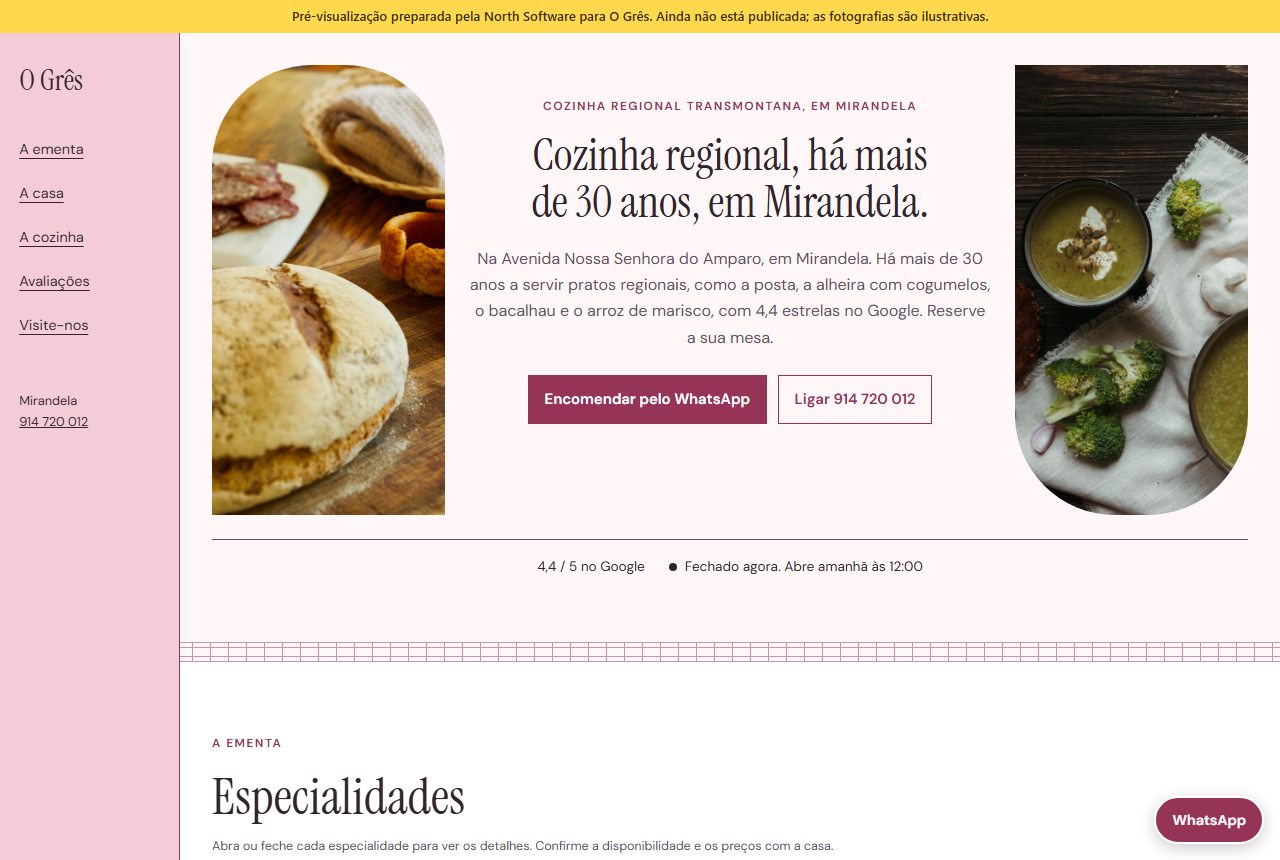 Pré-visualização preparada pela North Software para O Grês. Ainda não está publicada; as fotografias são ilustrativas.
O Grês
A ementa
A casa
A cozinha
Avaliações
Visite-nos
Mirandela
914 720 012
COZINHA REGIONAL TRANSMONTANA, EM MIRANDELA
Cozinha regional, há mais
de 30 anos, em Mirandela.
Na Avenida Nossa Senhora do Amparo, em Mirandela. Há mais de 30
anos a servir pratos regionais, como a posta, a alheira com cogumelos,
o bacalhau e o arroz de marisco, com 4,4 estrelas no Google. Reserve
a sua mesa.
Encomendar pelo WhatsApp
Ligar 914 720 012
4,4 / 5 no Google
Fechado agora. Abre amanhã às 12:00
A EMENTA
Especialidades
Abra ou feche cada especialidade para ver os detalhes. Confirme a disponibilidade e os preços com a casa.
WhatsApp